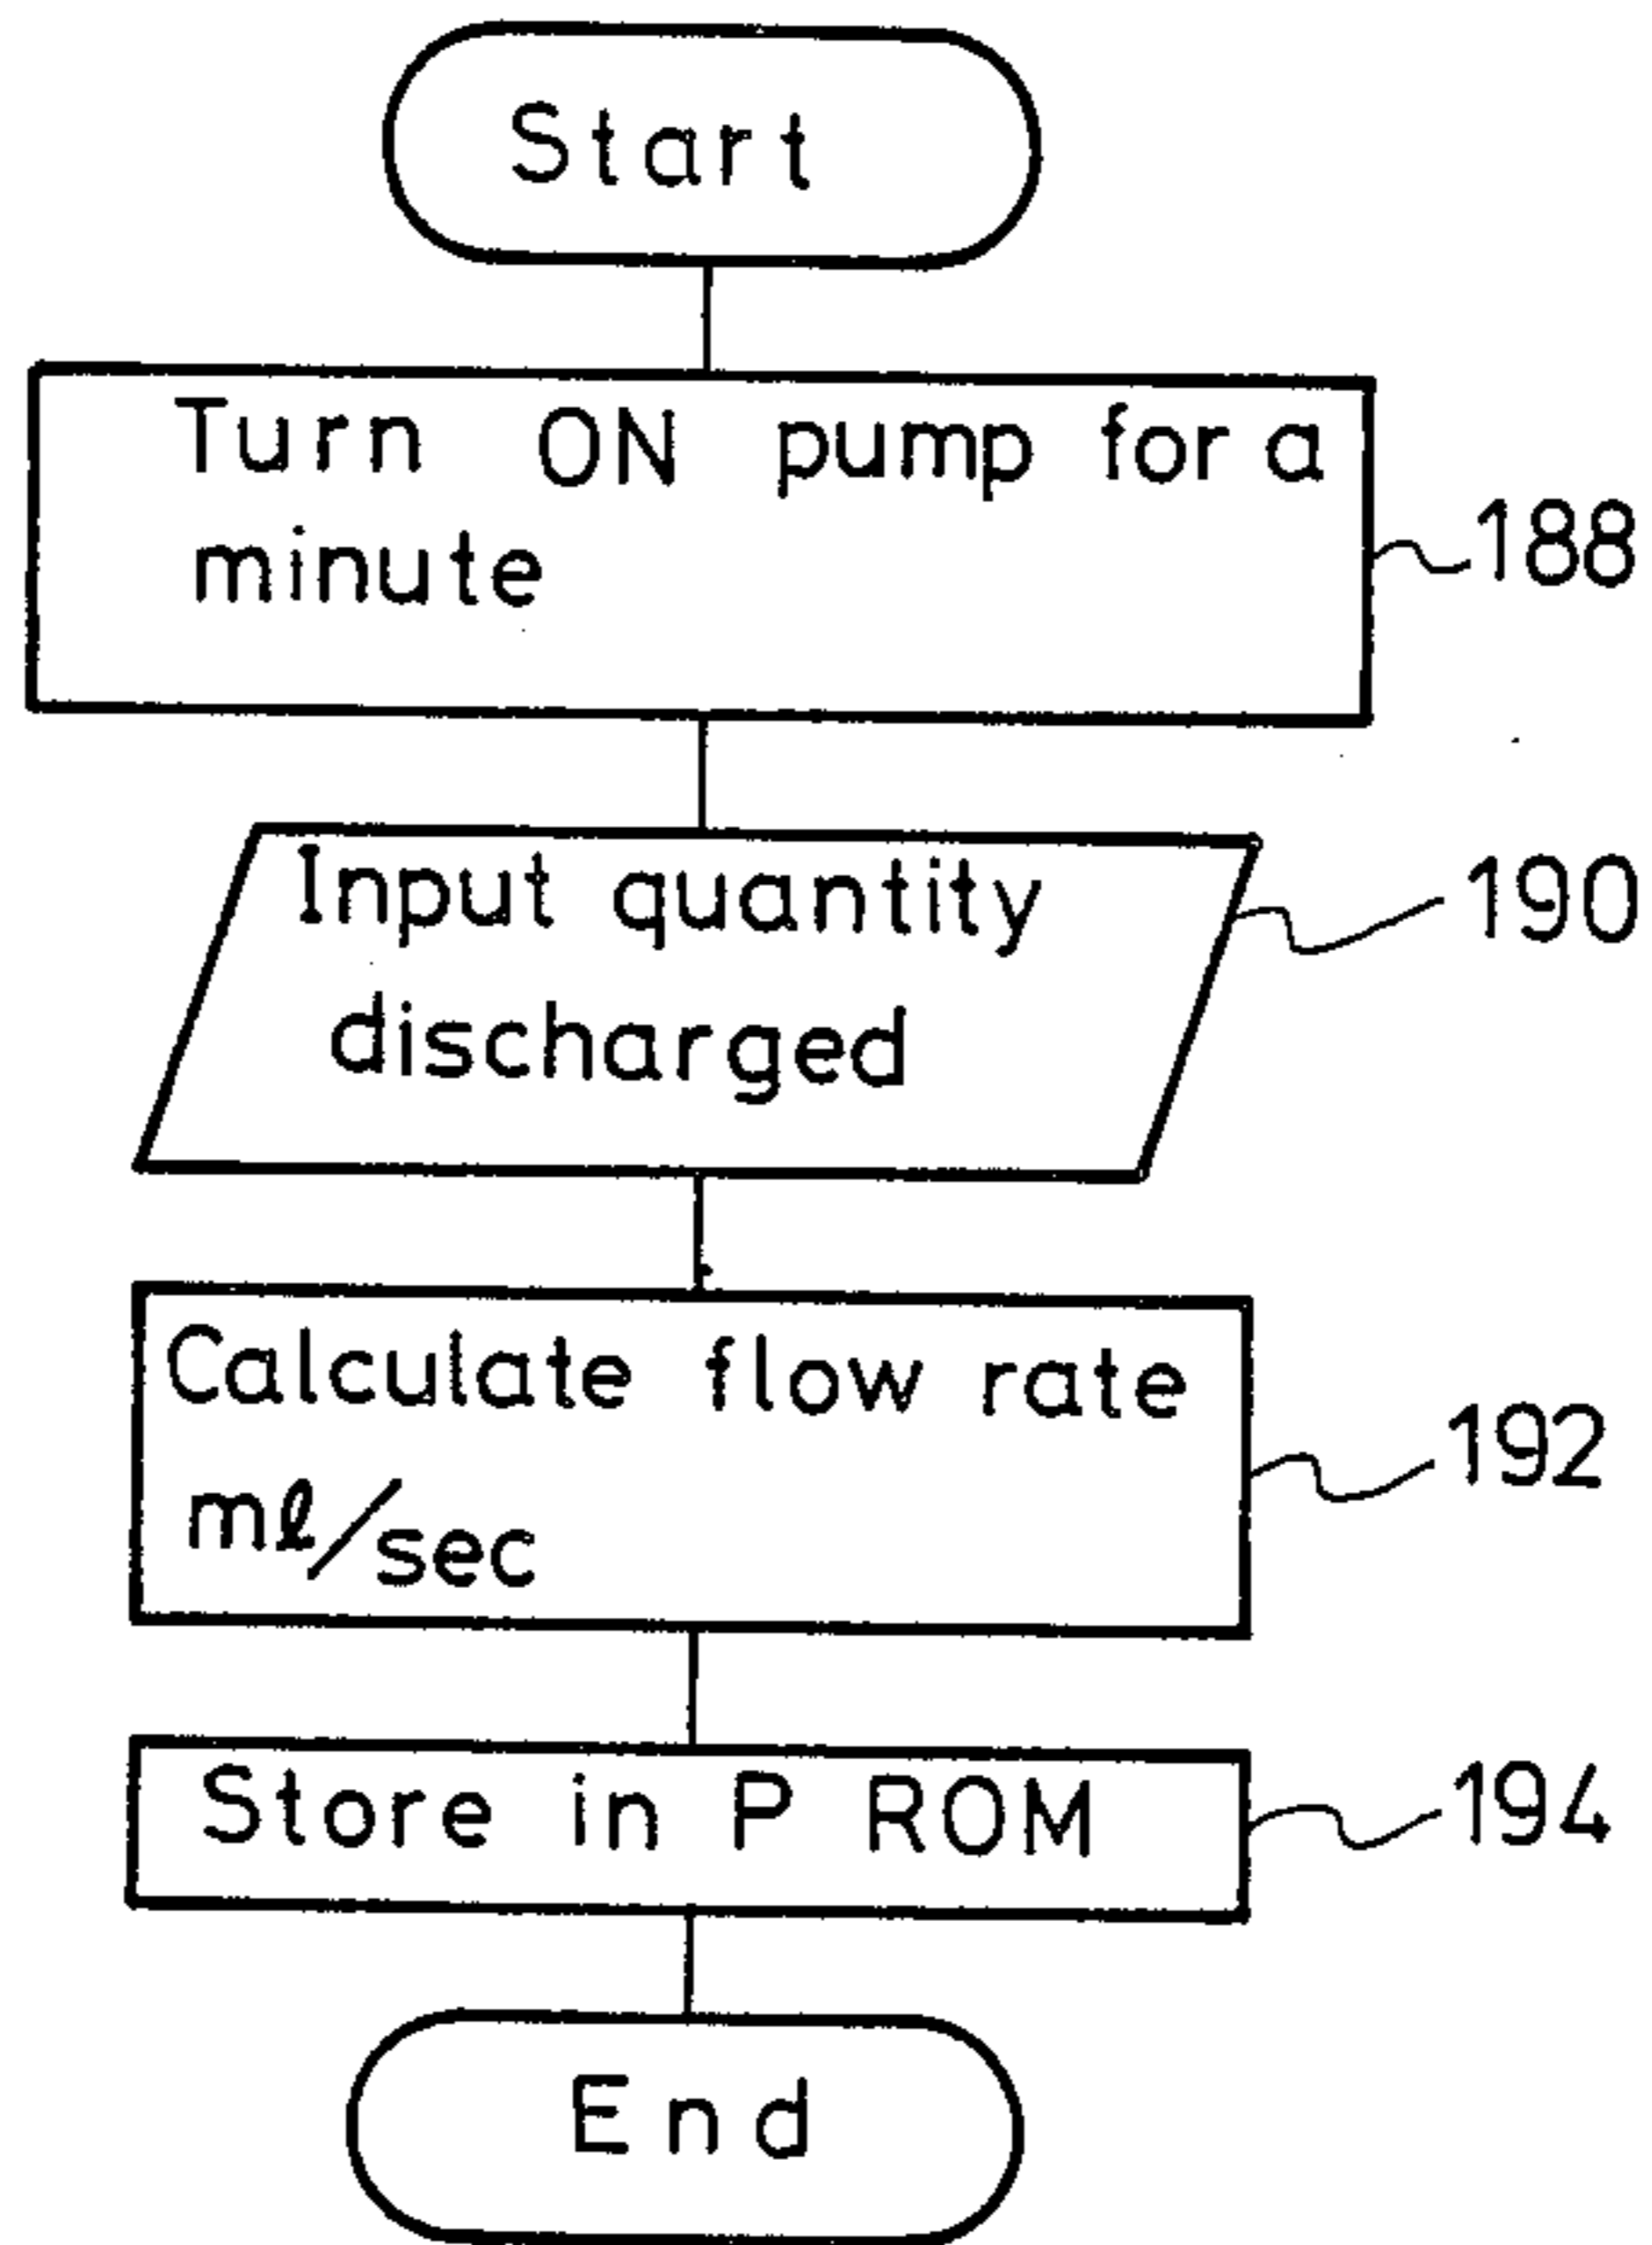 Start
Turn ON pump for a
minute
188
Input quantity
discharged
190
Calculate flow rate
mℓ/sec
192
Store in P ROM
194
End